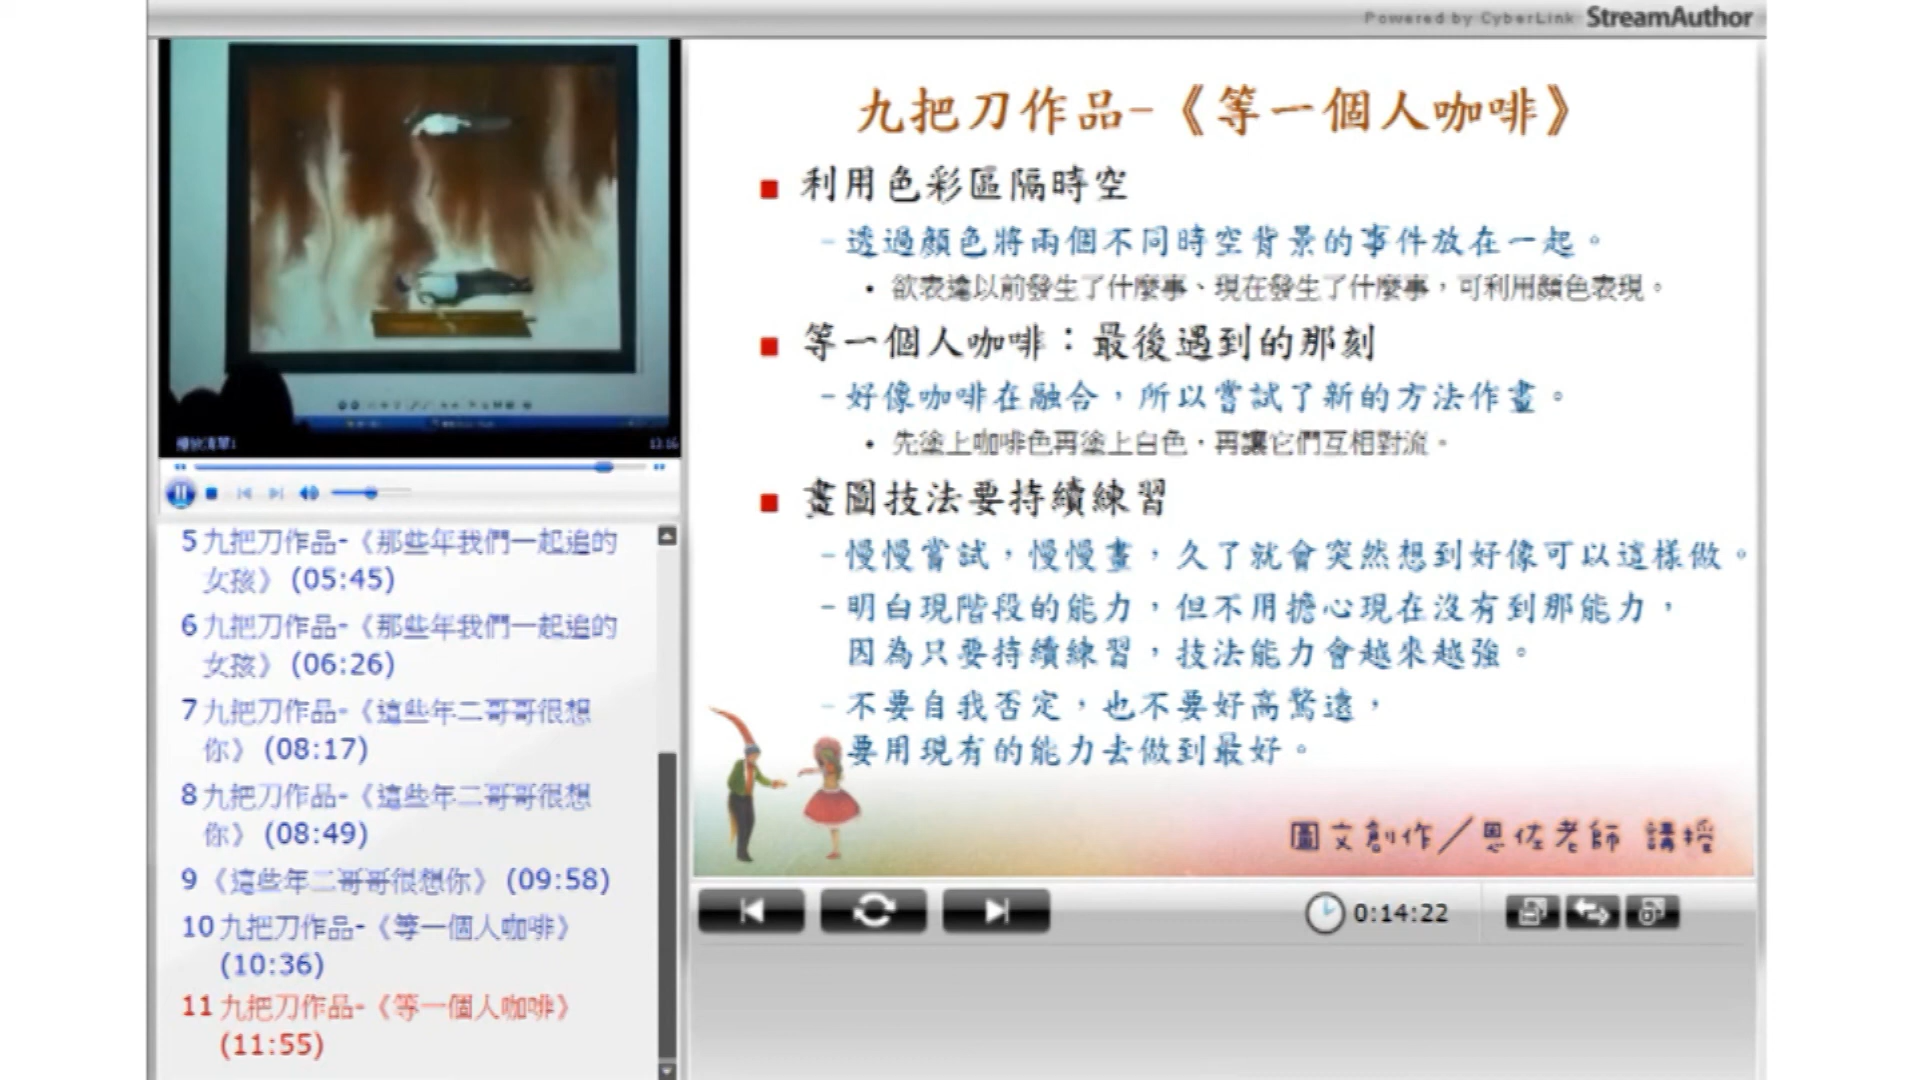 Powered by CyberLink StreamAuthor
九把刀作品-《等一個人咖啡》
利用色彩區隔時空
-透過顏色將兩個不同時空背景的事件放在一起。
•欲表達以前發生了什麼事、現在發生了什麼事,可利用顏色表現。
等一個人咖啡:最後遇到的那刻
-好像咖啡在融合,所以嘗試了新的方法作畫。
•先塗上咖啡色再塗上白色,再讓它們互相對流。
畫圖技法要持續練習
-慢慢嘗試,慢慢畫,久了就會突然想到好像可以這樣做。
-明白現階段的能力,但不用擔心現在沒有到那能力,
因為只要持續練習,技法能力會越來越強。
-不要自我否定,也不要好高騖遠,
要用現有的能力去做到最好。
圖文創作/恩佐老師 講授
0:14:22
5 九把刀作品-《那些年我們一起追的
女孩》 (05:45)
6 九把刀作品-《那些年我們一起追的
女孩》 (06:26)
7 九把刀作品-《這些年二哥哥很想
你》 (08:17)
8 九把刀作品-《這些年二哥哥很想
你》 (08:49)
9 《這些年二哥哥很想你》 (09:58)
10 九把刀作品-《等一個人咖啡》
(10:36)
11 九把刀作品-《等一個人咖啡》
(11:55)